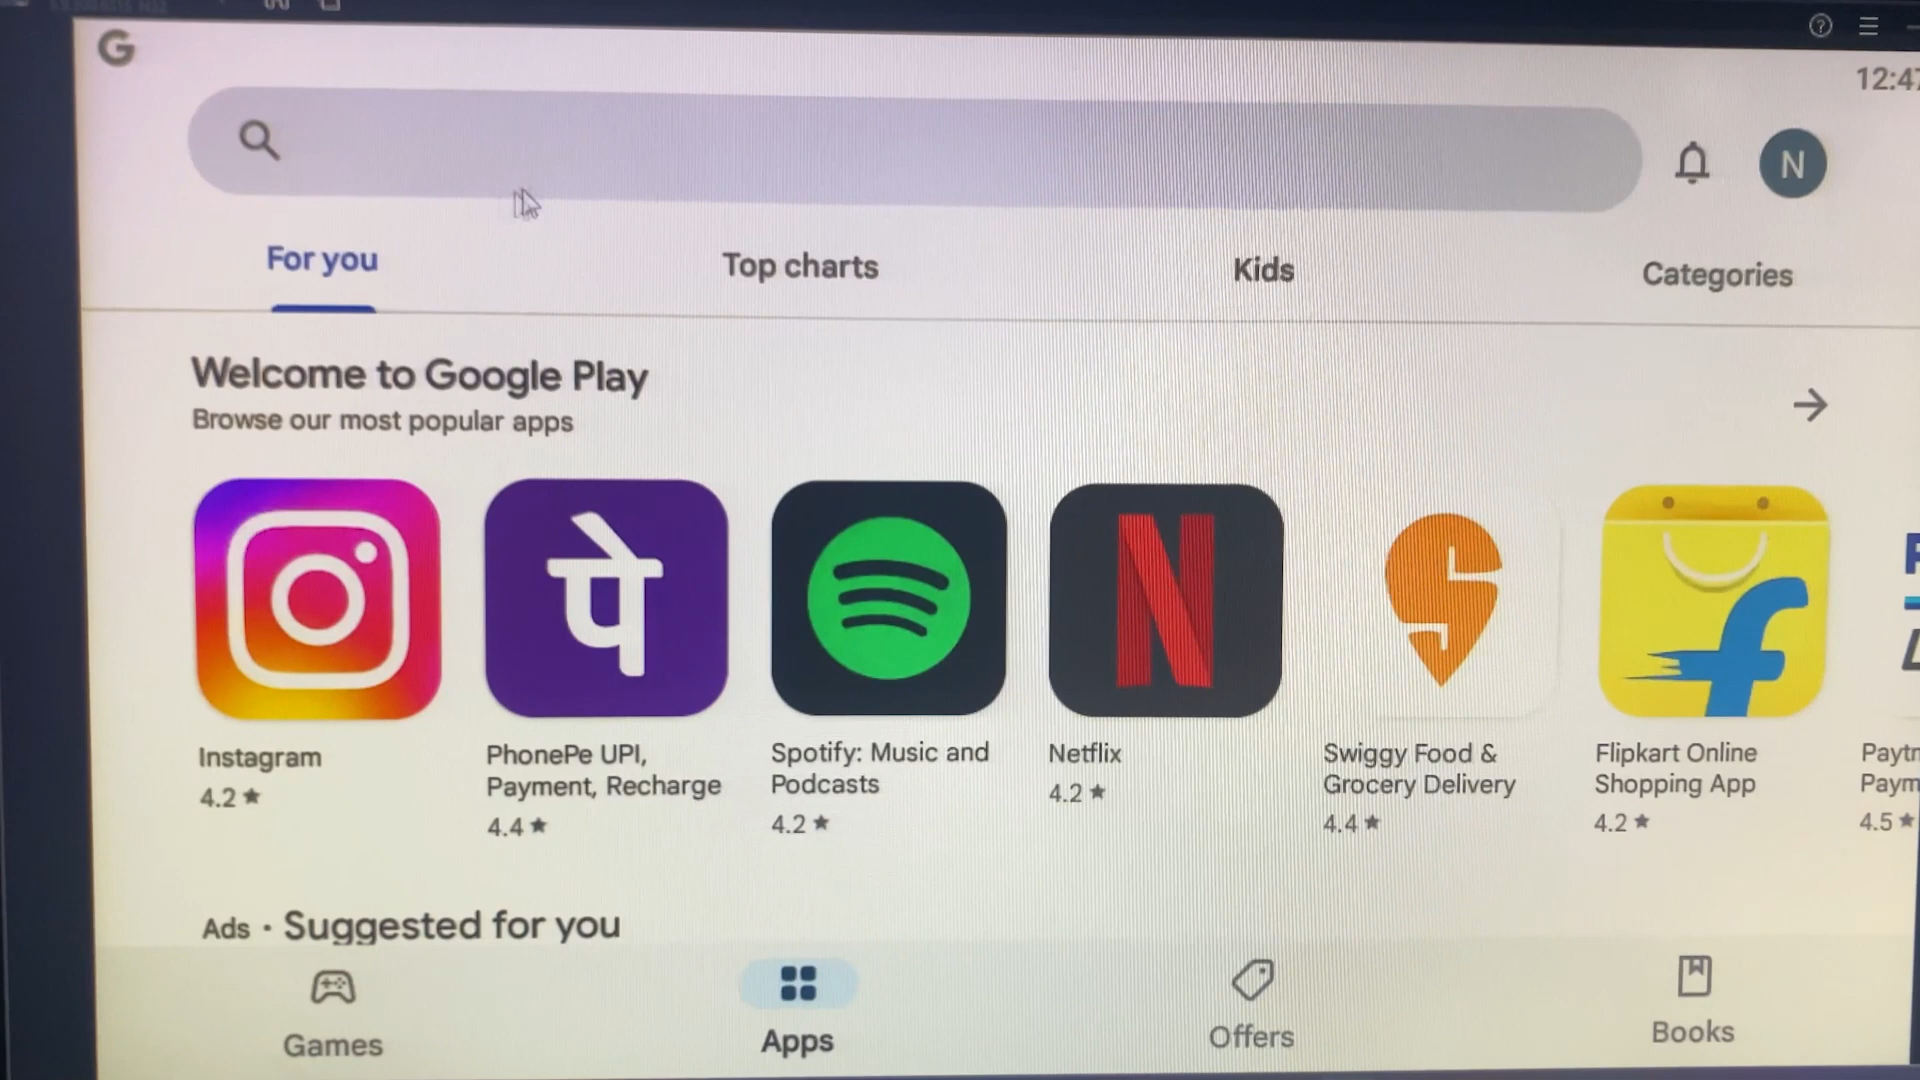 G
12:47
N
For you
Top charts
Kids
Categories
Welcome to Google Play
Browse our most popular apps
पे
N
f
Instagram
4.2 ★
PhonePe UPI,
Payment, Recharge
4.4 ★
Spotify: Music and
Podcasts
4.2 ★
Netflix
4.2 ★
Swiggy Food &
Grocery Delivery
4.4 ★
Flipkart Online
Shopping App
4.2 ★
4.5 ★
Ads • Suggested for you
Games
Apps
Offers
Books